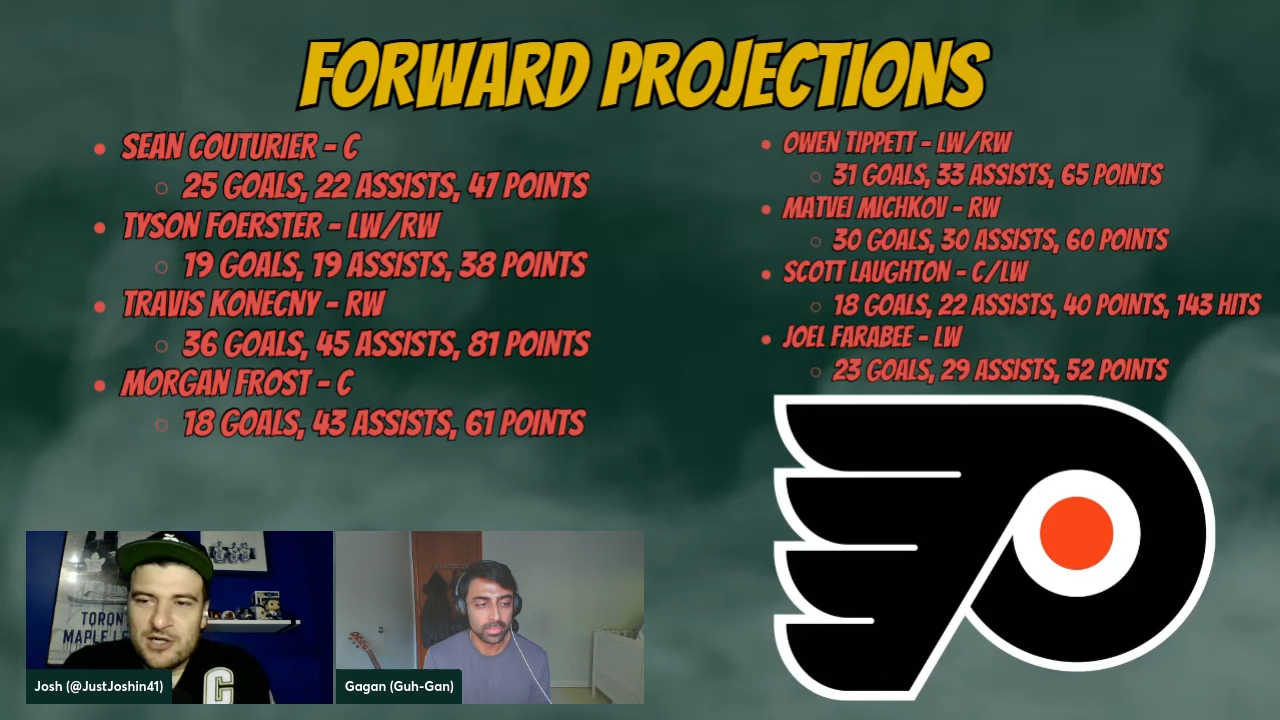 FORWARD PROJECTIONS
SEAN COUTURIER - C
25 GOALS, 22 ASSISTS, 47 POINTS
TYSON FOERSTER - LW/RW
19 GOALS, 19 ASSISTS, 38 POINTS
TRAVIS KONECNY - RW
36 GOALS, 45 ASSISTS, 81 POINTS
MORGAN FROST - C
18 GOALS, 43 ASSISTS, 61 POINTS
OWEN TIPPETT - LW/RW
31 GOALS, 33 ASSISTS, 65 POINTS
MATVEI MICHKOV - RW
30 GOALS, 30 ASSISTS, 60 POINTS
SCOTT LAUGHTON - C/LW
18 GOALS, 22 ASSISTS, 40 POINTS, 143 HITS
JOEL FARABEE - LW
23 GOALS, 29 ASSISTS, 52 POINTS
TORON
MAPLE LE
C
Josh (@JustJoshin41)
Gagan (Guh-Gan)